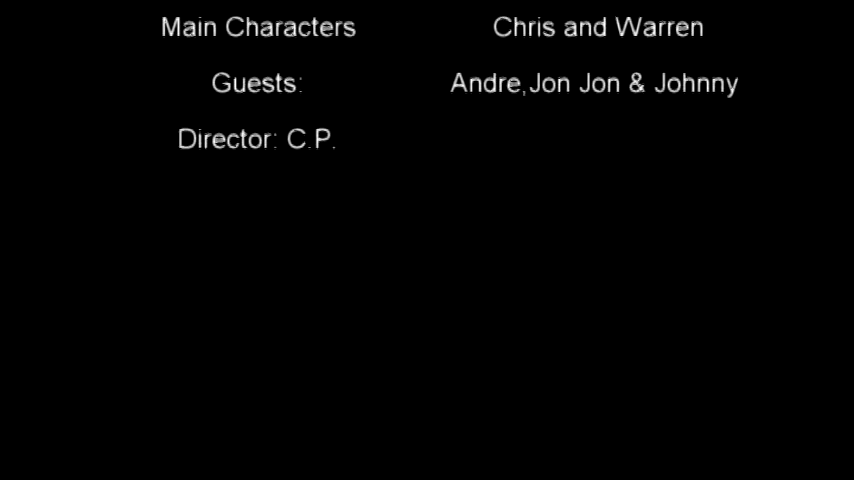 Main Characters Chris and Warren
Guests: Andre,Jon Jon & Johnny
Director: C.P.